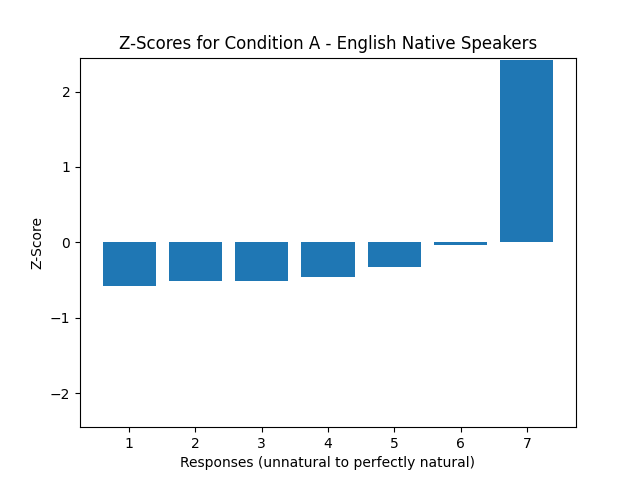 Z-Scores for Condition A - English Native Speakers
2
1
0
−1
−2
Z-Score
1 2 3 4 5 6 7
Responses (unnatural to perfectly natural)